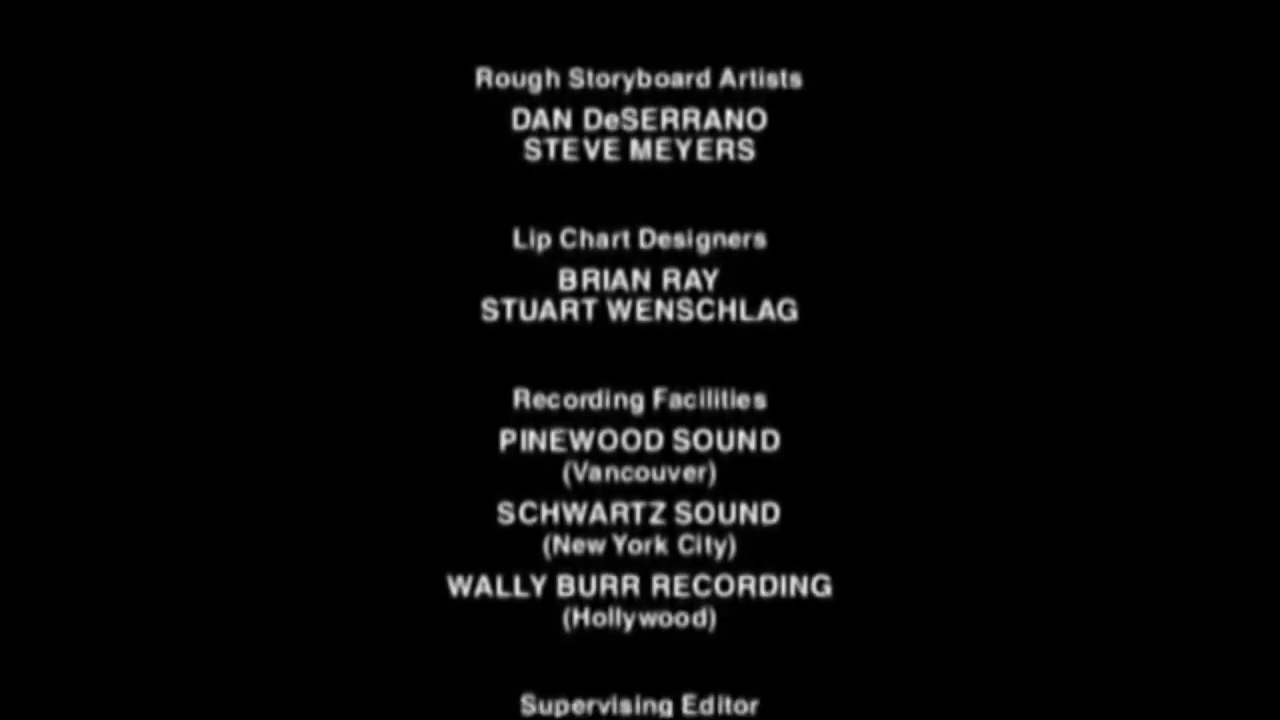 Rough Storyboard Artists
DAN DeSERRANO
STEVE MEYERS
Lip Chart Designers
BRIAN RAY
STUART WENSCHLAG
Recording Facilities
PINEWOOD SOUND
(Vancouver)
SCHWARTZ SOUND
(New York City)
WALLY BURR RECORDING
(Hollywood)
Supervising Editor